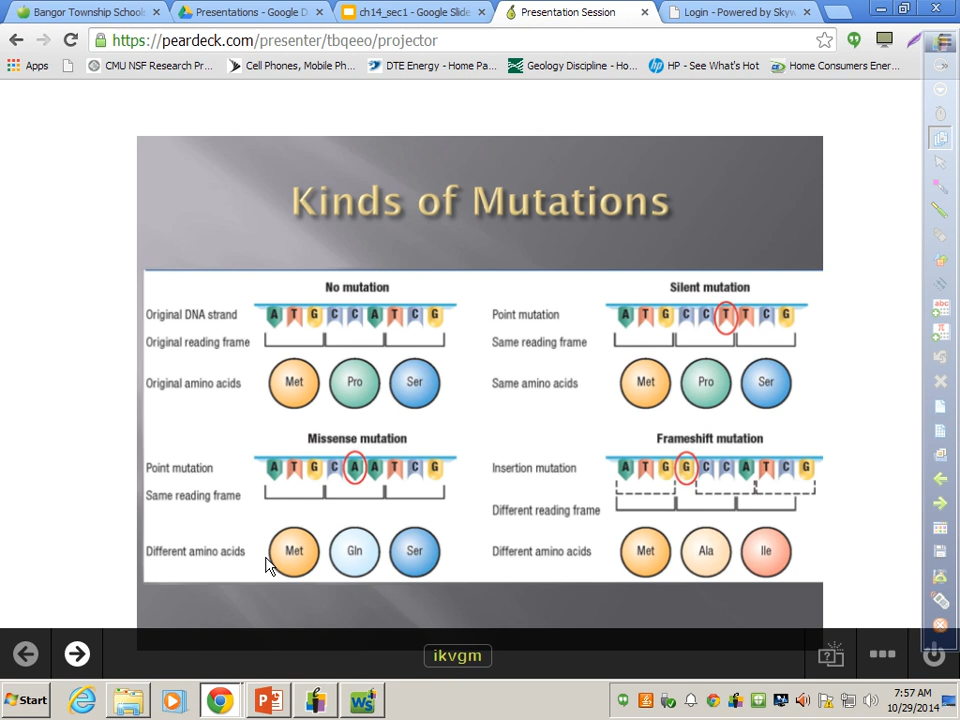 Bangor Township School:
Presentations - Google D
ch14_sec1 - Google Slide
Presentation Session
Login - Powered by Skyw
https://peardeck.com/presenter/tbqeeo/projector
Apps
CMU NSF Research Pr...
Cell Phones, Mobile Ph...
DTE Energy - Home Pa...
Geology Discipline - Ho...
HP - See What's Hot
Home Consumers Ener...
Kinds of Mutations
No mutation
Original DNA strand
A T G C C A T C G
Original reading frame
Original amino acids
Met Pro Ser
Silent mutation
Point mutation
A T G C C T T C G
Same reading frame
Same amino acids
Met Pro Ser
Missense mutation
Point mutation
A T G C A A T C G
Same reading frame
Different amino acids
Met Gln Ser
Frameshift mutation
Insertion mutation
A T G G C C A T C G
Different reading frame
Different amino acids
Met Ala Ile
ikvgm
Start
7:57 AM
10/29/2014